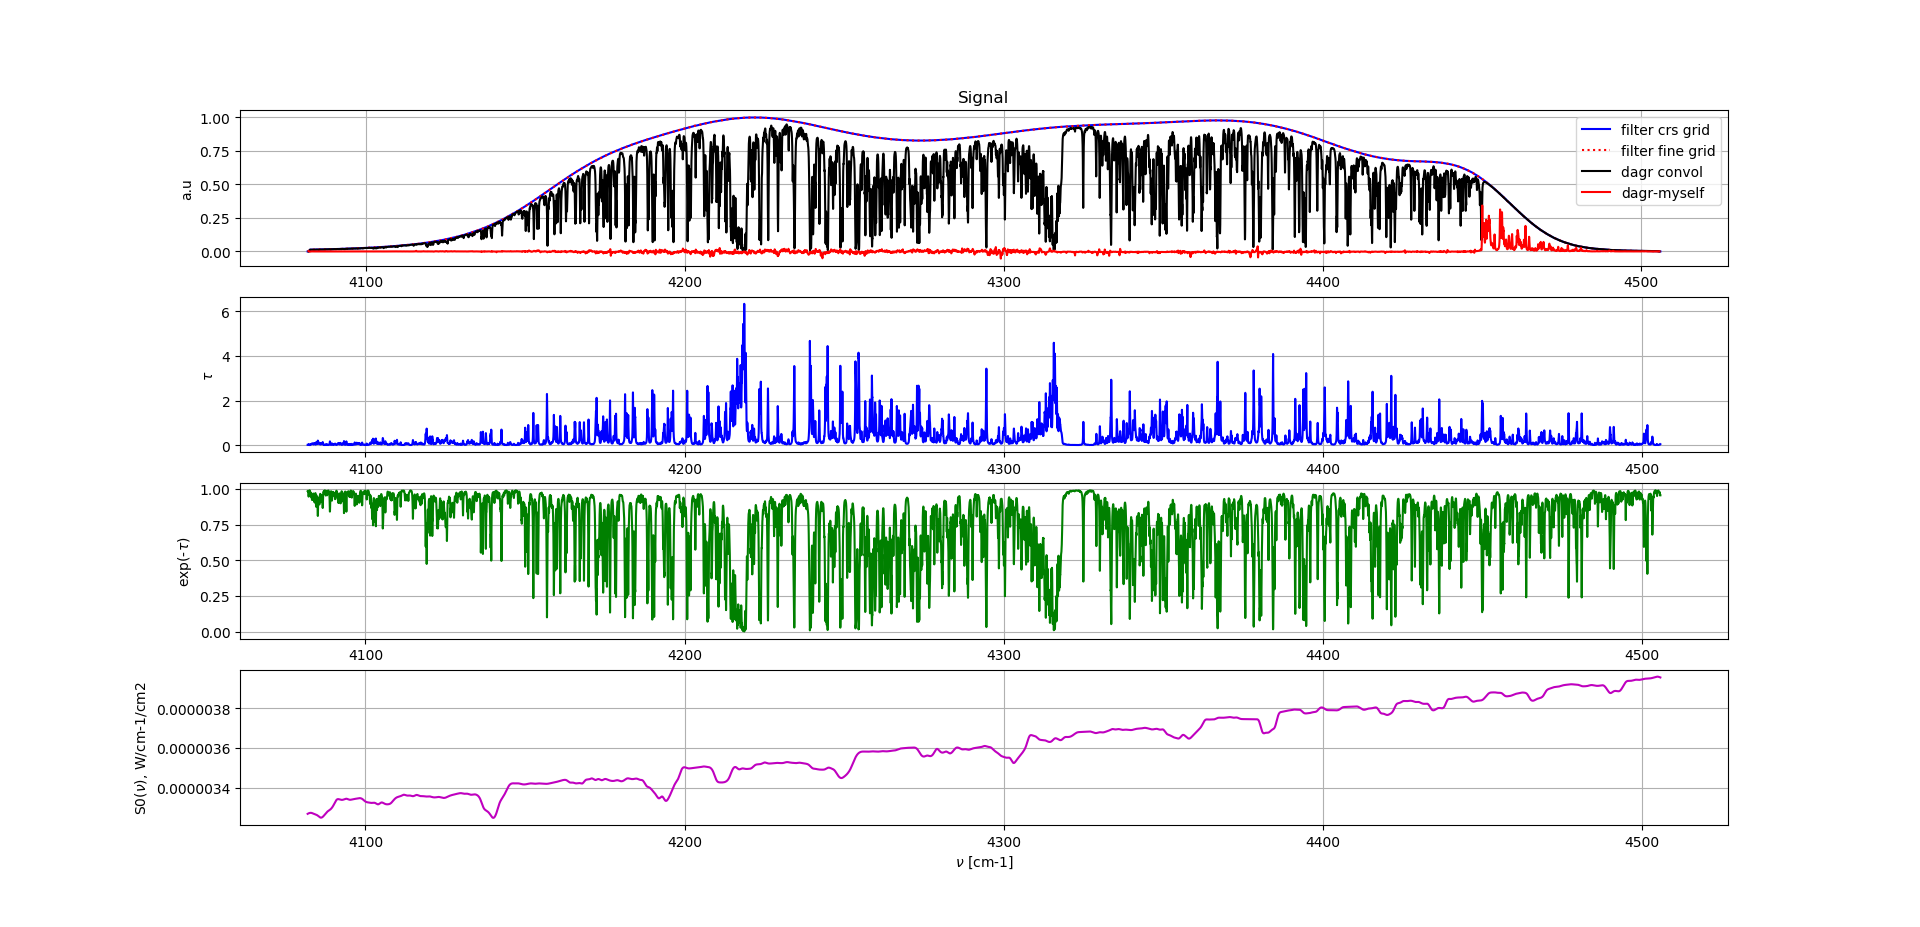 Signal
a.u
1.00
0.75
0.50
0.25
0.00
filter crs grid
filter fine grid
dagr convol
dagr-myself
4100 4200 4300 4400 4500
τ
6
4
2
0
4100 4200 4300 4400 4500
exp(-τ)
1.00
0.75
0.50
0.25
0.00
4100 4200 4300 4400 4500
S0(ν), W/cm-1/cm2
0.0000038
0.0000036
0.0000034
4100 4200 4300 4400 4500
ν [cm-1]